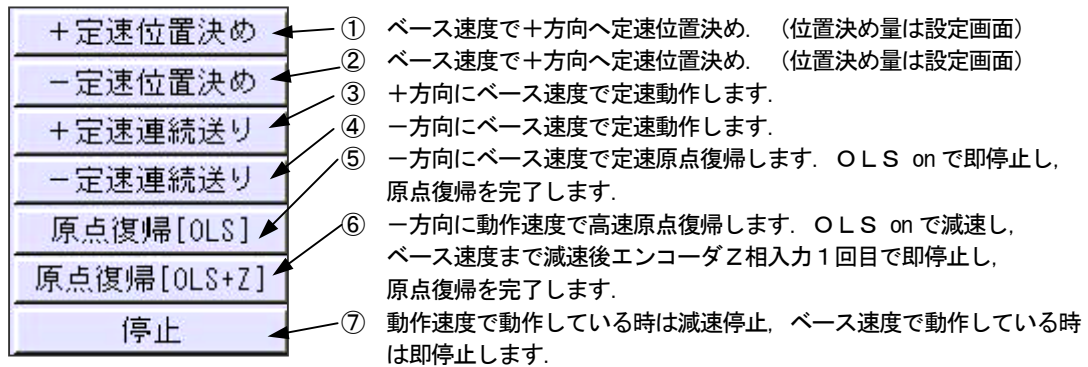 +定速位置決め ① ベース速度で+方向へ定速位置決め. (位置決め量は設定画面)
-定速位置決め ② ベース速度で+方向へ定速位置決め. (位置決め量は設定画面)
+定速連続送り ③ +方向にベース速度で定速動作します.
-定速連続送り ④ -方向にベース速度で定速動作します.
原点復帰[OLS] ⑤ -方向にベース速度で定速原点復帰します. OLS on で即停止し,
原点復帰を完了します.
原点復帰[OLS+Z] ⑥ -方向に動作速度で高速原点復帰します. OLS on で減速し,
ベース速度まで減速後エンコーダZ相入力1回目で即停止し,
原点復帰を完了します.
停止 ⑦ 動作速度で動作している時は減速停止, ベース速度で動作している時
は即停止します.